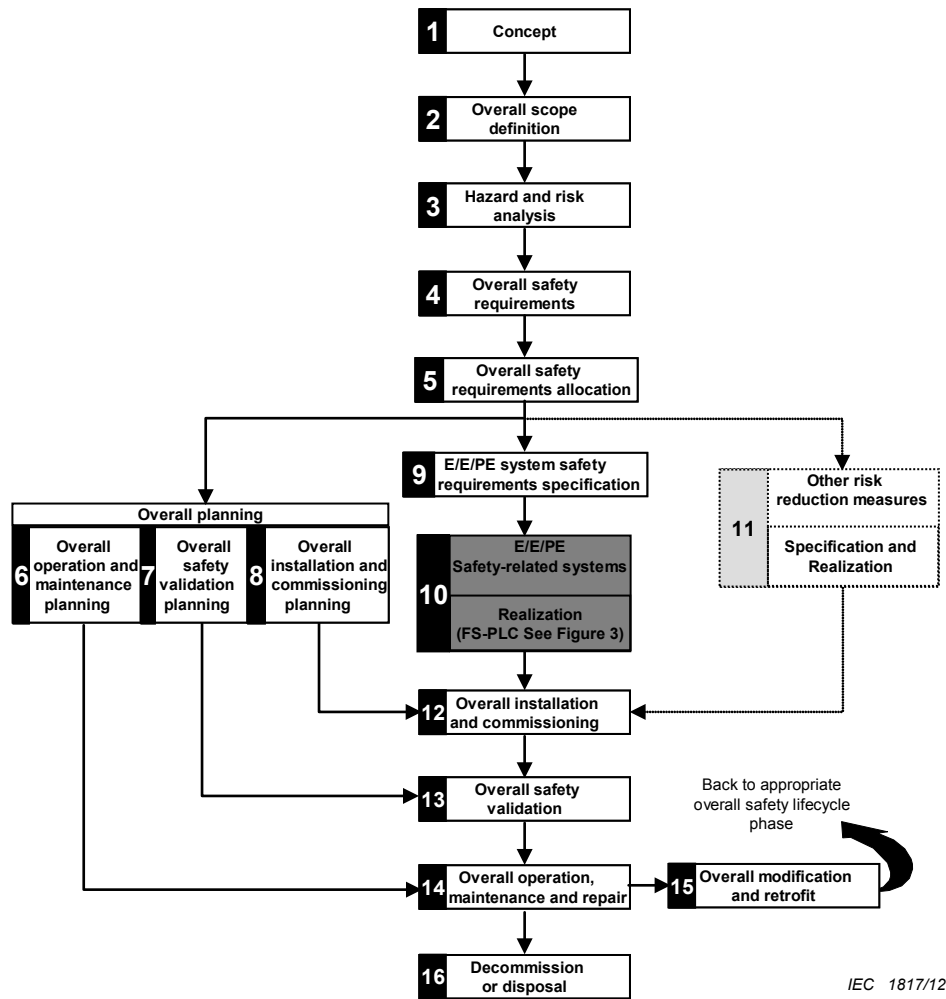 1 Concept
2 Overall scope
definition
3 Hazard and risk
analysis
4 Overall safety
requirements
5 Overall safety
requirements allocation
9 E/E/PE system safety
requirements specification
Overall planning
6 Overall
operation and
maintenance
planning
7 Overall
safety
validation
planning
8 Overall
installation and
commissioning
planning
10 E/E/PE
Safety-related systems
Realization
(FS-PLC See Figure 3)
11 Other risk
reduction measures
Specification and
Realization
12 Overall installation
and commissioning
13 Overall safety
validation
Back to appropriate
overall safety lifecycle
phase
14 Overall operation,
maintenance and repair
15 Overall modification
and retrofit
16 Decommission
or disposal
IEC 1817/12